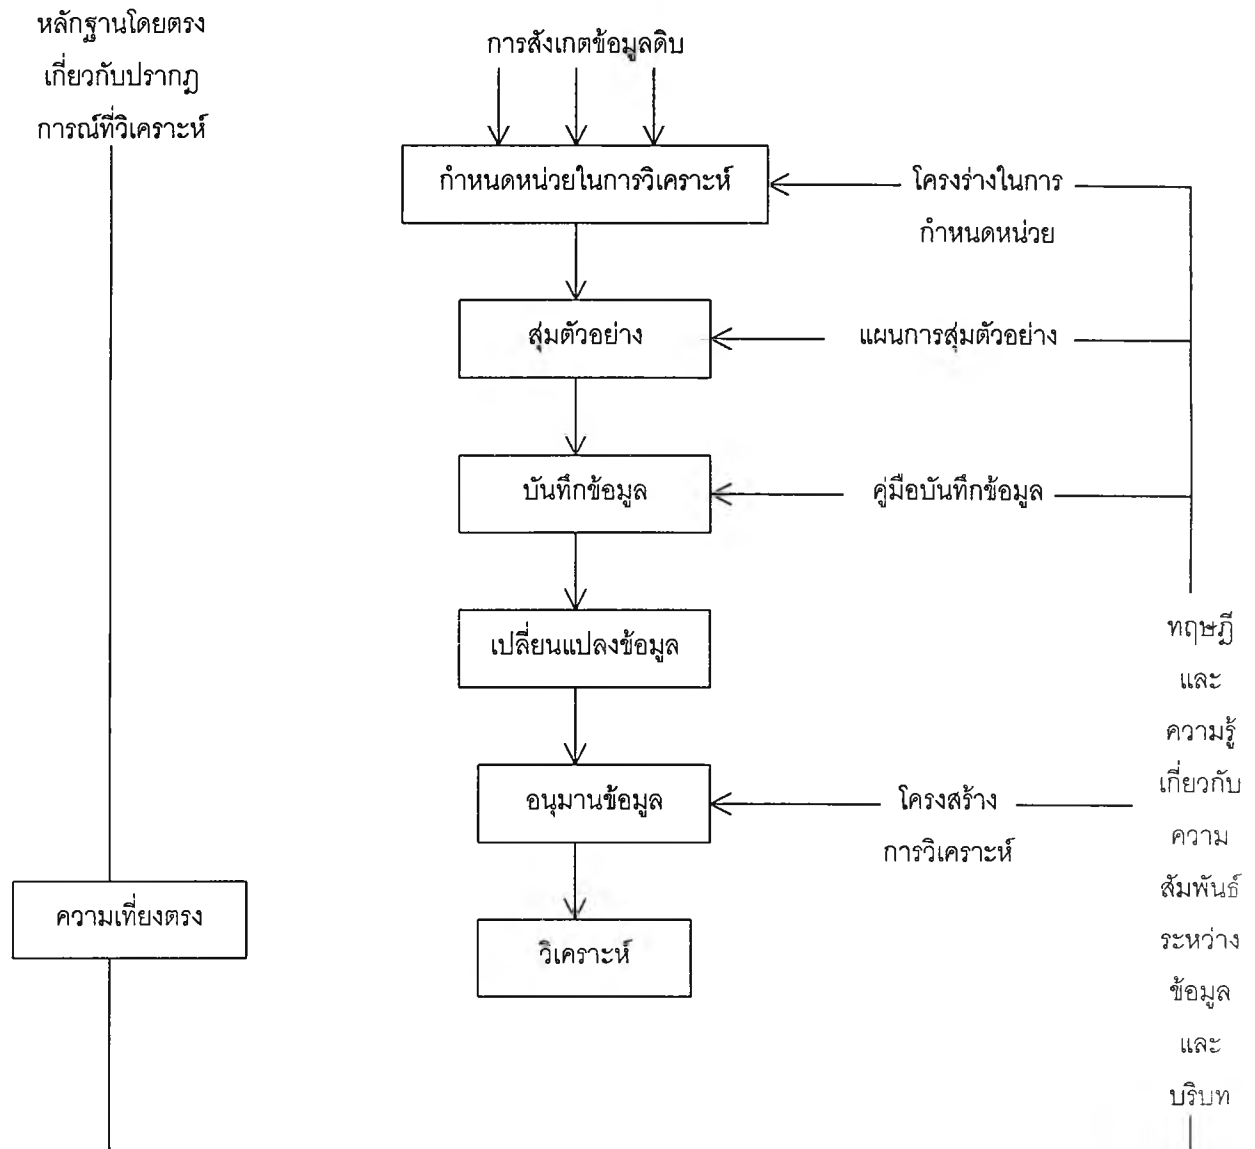 หลักฐานโดยตรง
เกี่ยวกับปรากฏ
การณ์ที่วิเคราะห์
การสังเกตข้อมูลดิบ
กำหนดหน่วยในการวิเคราะห์
โครงร่างในการ
กำหนดหน่วย
สุ่มตัวอย่าง
แผนการสุ่มตัวอย่าง
บันทึกข้อมูล
คู่มือบันทึกข้อมูล
เปลี่ยนแปลงข้อมูล
อนุมานข้อมูล
โครงสร้าง
การวิเคราะห์
วิเคราะห์
ความเที่ยงตรง
ทฤษฎี
และ
ความรู้
เกี่ยวกับ
ความ
สัมพันธ์
ระหว่าง
ข้อมูล
และ
บริบท